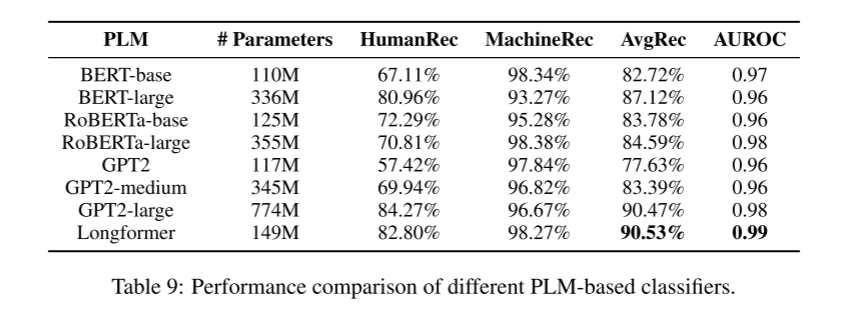 PLM # Parameters HumanRec MachineRec AvgRec AUROC
BERT-base 110M 67.11% 98.34% 82.72% 0.97
BERT-large 336M 80.96% 93.27% 87.12% 0.96
RoBERTa-base 125M 72.29% 95.28% 83.78% 0.96
RoBERTa-large 355M 70.81% 98.38% 84.59% 0.98
GPT2 117M 57.42% 97.84% 77.63% 0.96
GPT2-medium 345M 69.94% 96.82% 83.39% 0.96
GPT2-large 774M 84.27% 96.67% 90.47% 0.98
Longformer 149M 82.80% 98.27% 90.53% 0.99
Table 9: Performance comparison of different PLM-based classifiers.